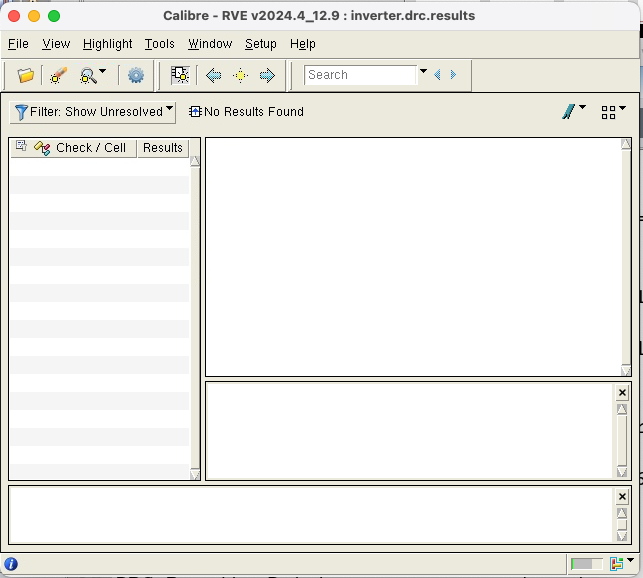 Calibre - RVE v2024.4_12.9 : inverter.drc.results
File View Highlight Tools Window Setup Help
Search
Filter: Show Unresolved No Results Found
Check / Cell Results